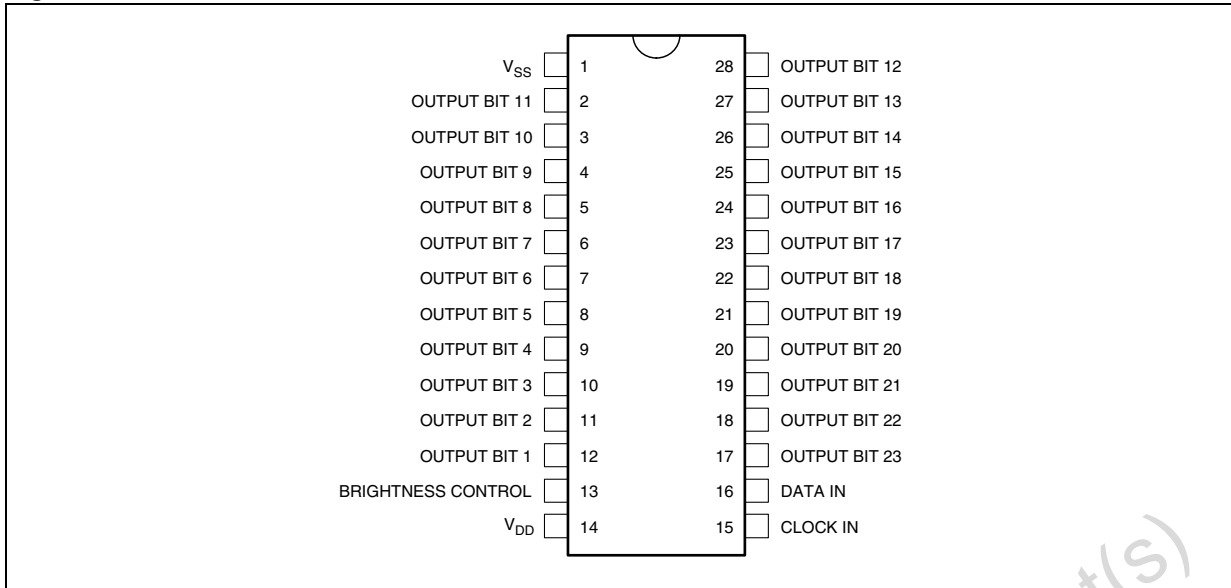 V_SS 1 28 OUTPUT BIT 12
OUTPUT BIT 11 2 27 OUTPUT BIT 13
OUTPUT BIT 10 3 26 OUTPUT BIT 14
OUTPUT BIT 9 4 25 OUTPUT BIT 15
OUTPUT BIT 8 5 24 OUTPUT BIT 16
OUTPUT BIT 7 6 23 OUTPUT BIT 17
OUTPUT BIT 6 7 22 OUTPUT BIT 18
OUTPUT BIT 5 8 21 OUTPUT BIT 19
OUTPUT BIT 4 9 20 OUTPUT BIT 20
OUTPUT BIT 3 10 19 OUTPUT BIT 21
OUTPUT BIT 2 11 18 OUTPUT BIT 22
OUTPUT BIT 1 12 17 OUTPUT BIT 23
BRIGHTNESS CONTROL 13 16 DATA IN
V_DD 14 15 CLOCK IN
t(s)